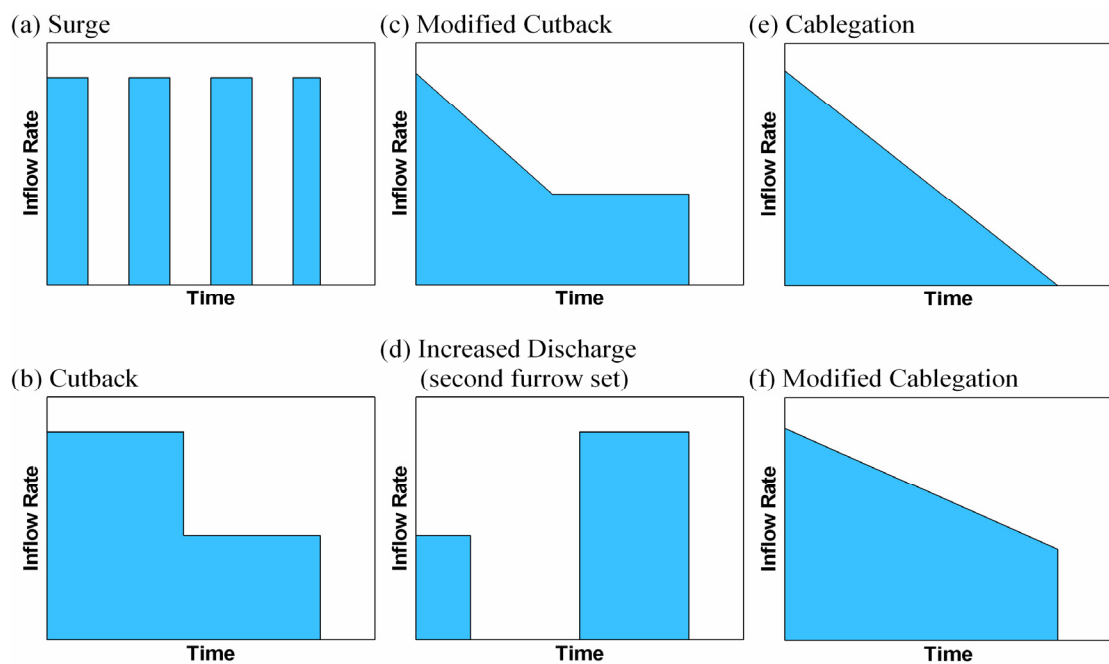 (a) Surge
Inflow Rate
Time
(c) Modified Cutback
Inflow Rate
Time
(e) Cablegation
Inflow Rate
Time
(b) Cutback
Inflow Rate
Time
(d) Increased Discharge
(second furrow set)
Inflow Rate
Time
(f) Modified Cablegation
Inflow Rate
Time